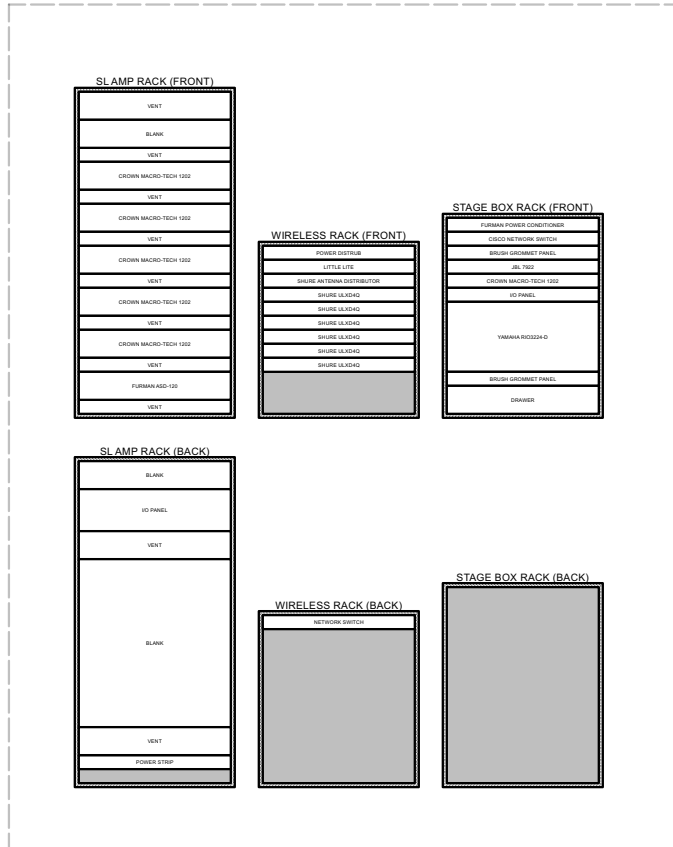 SL AMP RACK (FRONT)
VENT
BLANK
VENT
CROWN MACRO-TECH 1202
VENT
CROWN MACRO-TECH 1202
VENT
CROWN MACRO-TECH 1202
VENT
CROWN MACRO-TECH 1202
VENT
CROWN MACRO-TECH 1202
VENT
FURMAN ASD-120
VENT
WIRELESS RACK (FRONT)
POWER DISTRUB
LITTLE LITE
SHURE ANTENNA DISTRIBUTOR
SHURE ULXD4Q
SHURE ULXD4Q
SHURE ULXD4Q
SHURE ULXD4Q
SHURE ULXD4Q
SHURE ULXD4Q
STAGE BOX RACK (FRONT)
FURMAN POWER CONDITIONER
CISCO NETWORK SWITCH
BRUSH GROMMET PANEL
JBL 7922
CROWN MACRO-TECH 1202
I/O PANEL
YAMAHA RIO3224-D
BRUSH GROMMET PANEL
DRAWER
SL AMP RACK (BACK)
BLANK
I/O PANEL
VENT
BLANK
VENT
POWER STRIP
WIRELESS RACK (BACK)
NETWORK SWITCH
STAGE BOX RACK (BACK)